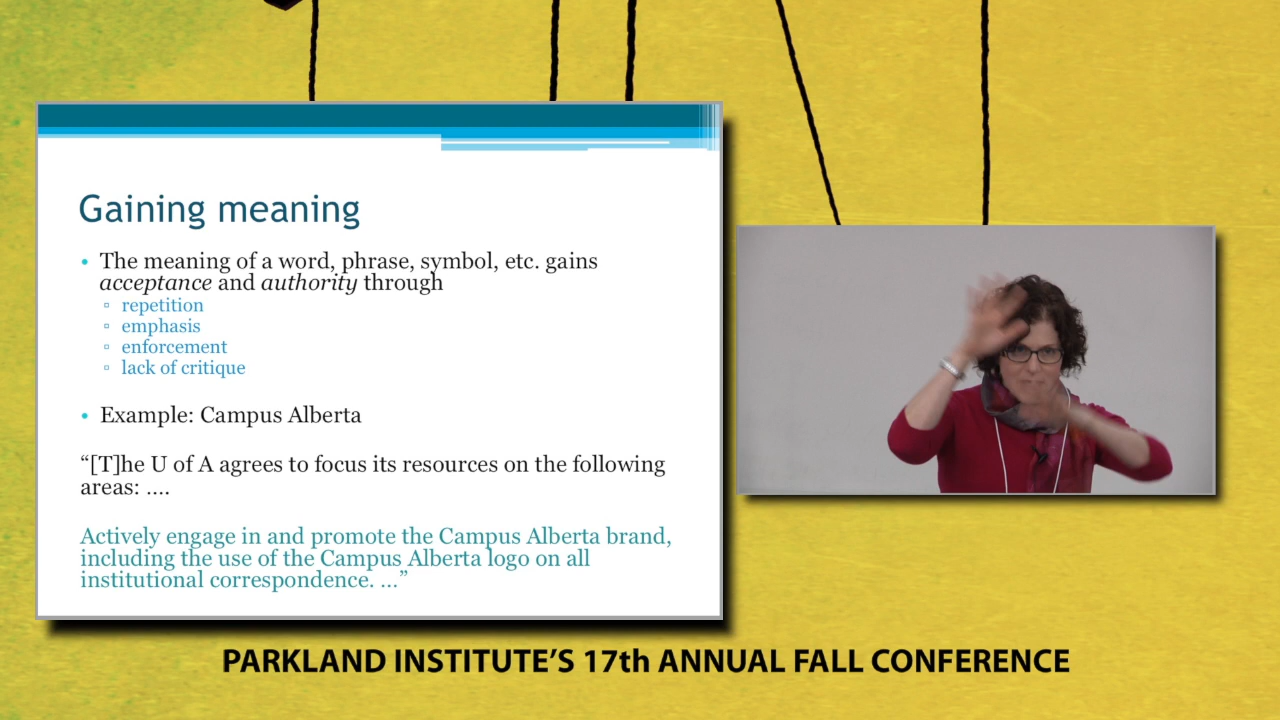 Gaining meaning
• The meaning of a word, phrase, symbol, etc. gains
acceptance and authority through
▫ repetition
▫ emphasis
▫ enforcement
▫ lack of critique
• Example: Campus Alberta
“[T]he U of A agrees to focus its resources on the following
areas: ....
Actively engage in and promote the Campus Alberta brand,
including the use of the Campus Alberta logo on all
institutional correspondence. ...”
PARKLAND INSTITUTE’S 17th ANNUAL FALL CONFERENCE